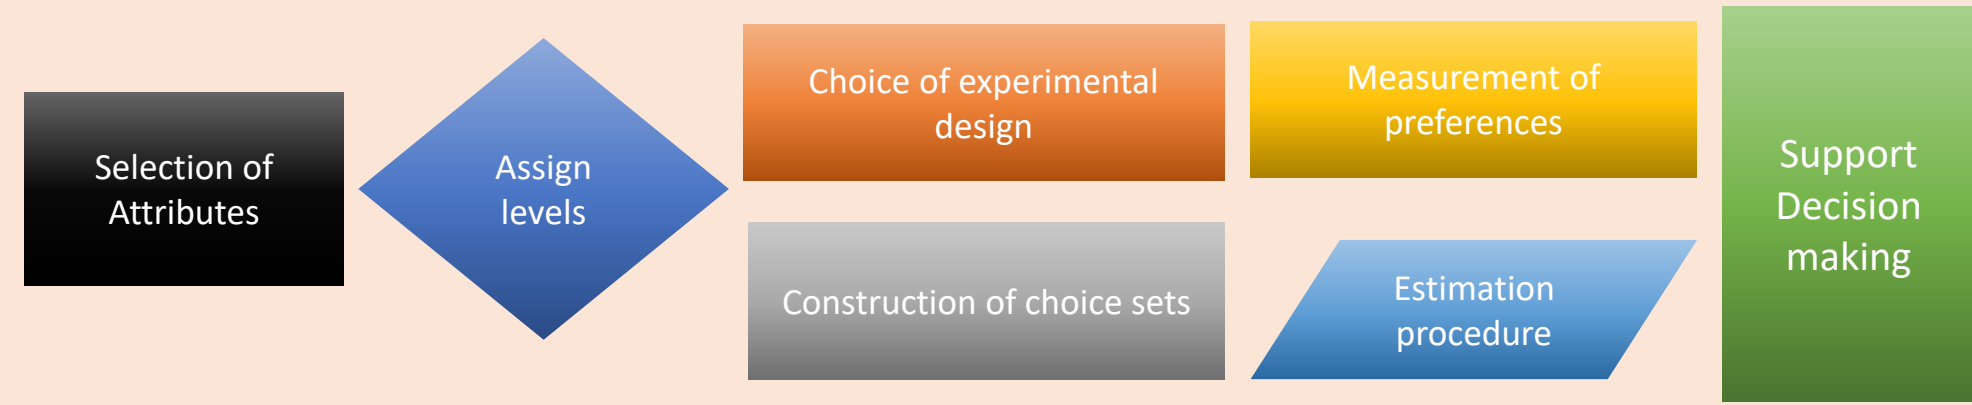 Selection of
Attributes
Assign
levels
Choice of experimental
design
Construction of choice sets
Measurement of
preferences
Estimation
procedure
Support
Decision
making